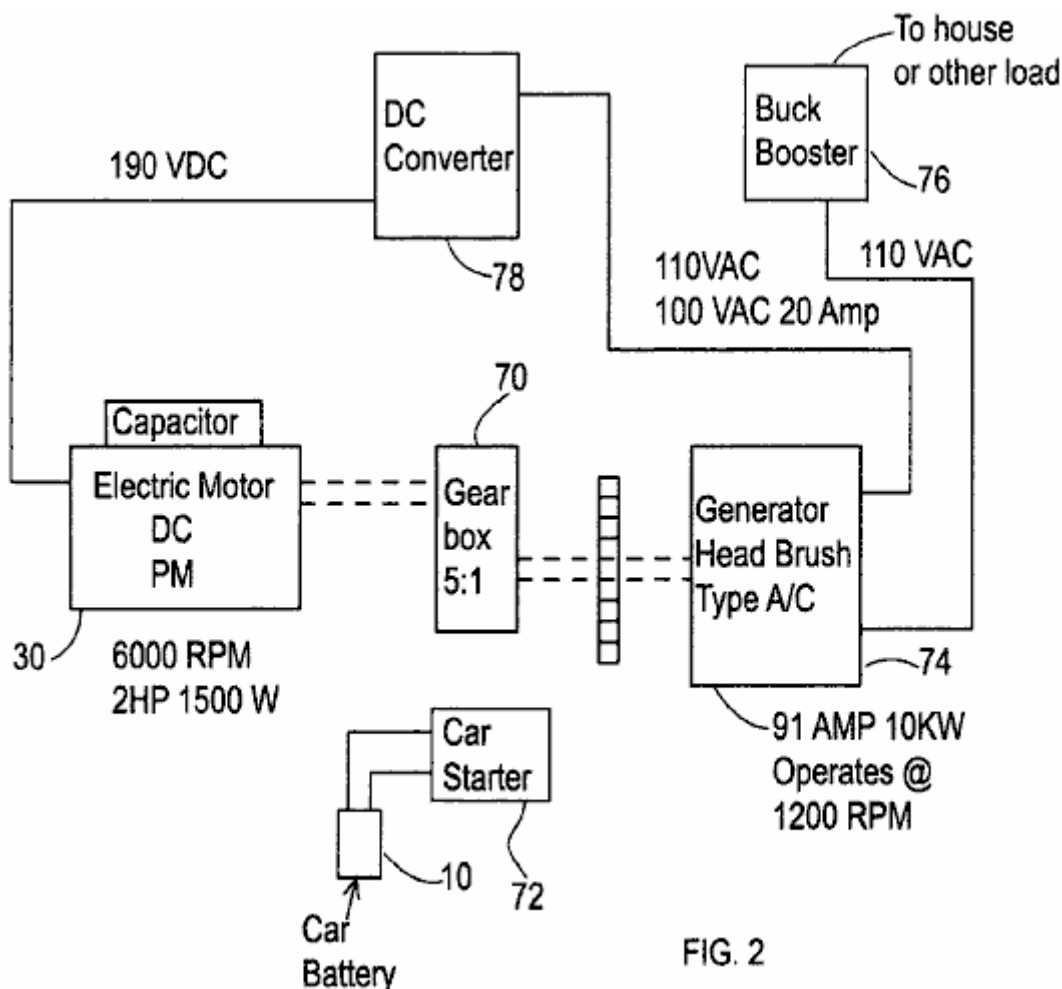 To house
or other load
DC
Converter
Buck
Booster
190 VDC
76
78
110VAC
100 VAC 20 Amp
110 VAC
70
Capacitor
Electric Motor
DC
PM
Gear
box
5:1
Generator
Head Brush
Type A/C
30
6000 RPM
2HP 1500 W
74
Car
Starter
91 AMP 10KW
Operates @
1200 RPM
10
72
Car
Battery
FIG. 2